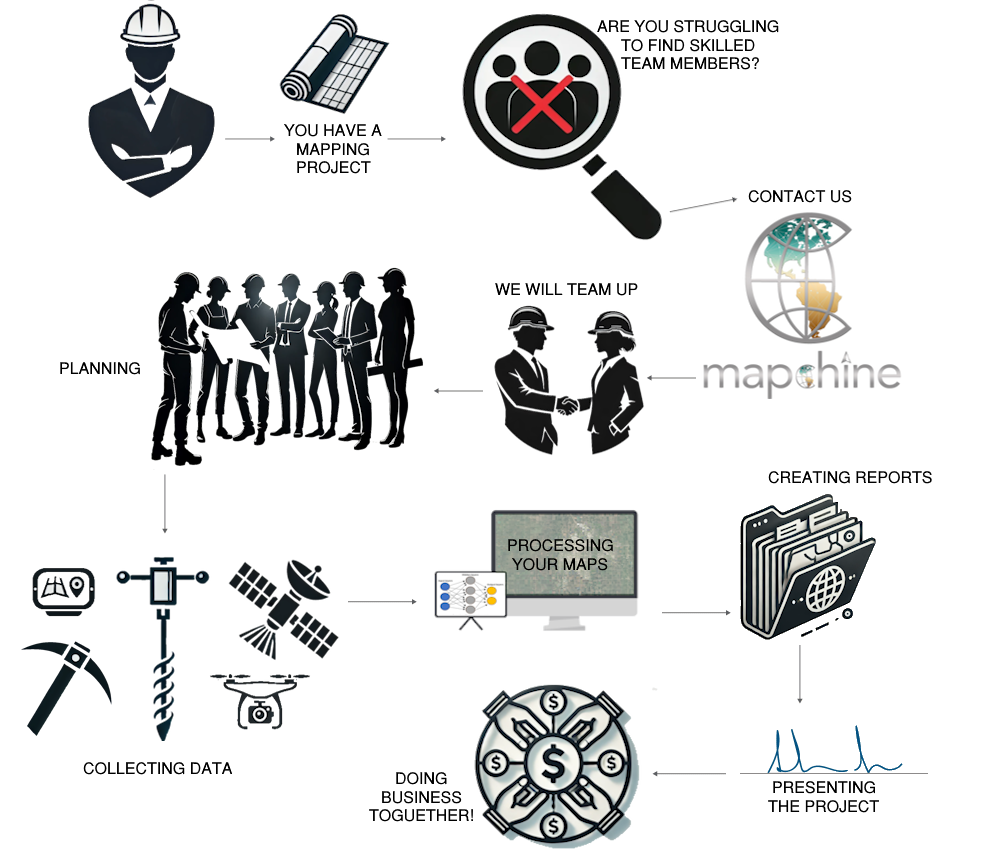 YOU HAVE A
MAPPING
PROJECT
ARE YOU STRUGGLING
TO FIND SKILLED
TEAM MEMBERS?
CONTACT US
mapchine
WE WILL TEAM UP
PLANNING
COLLECTING DATA
PROCESSING
YOUR MAPS
CREATING REPORTS
PRESENTING
THE PROJECT
DOING
BUSINESS
TOGUETHER!